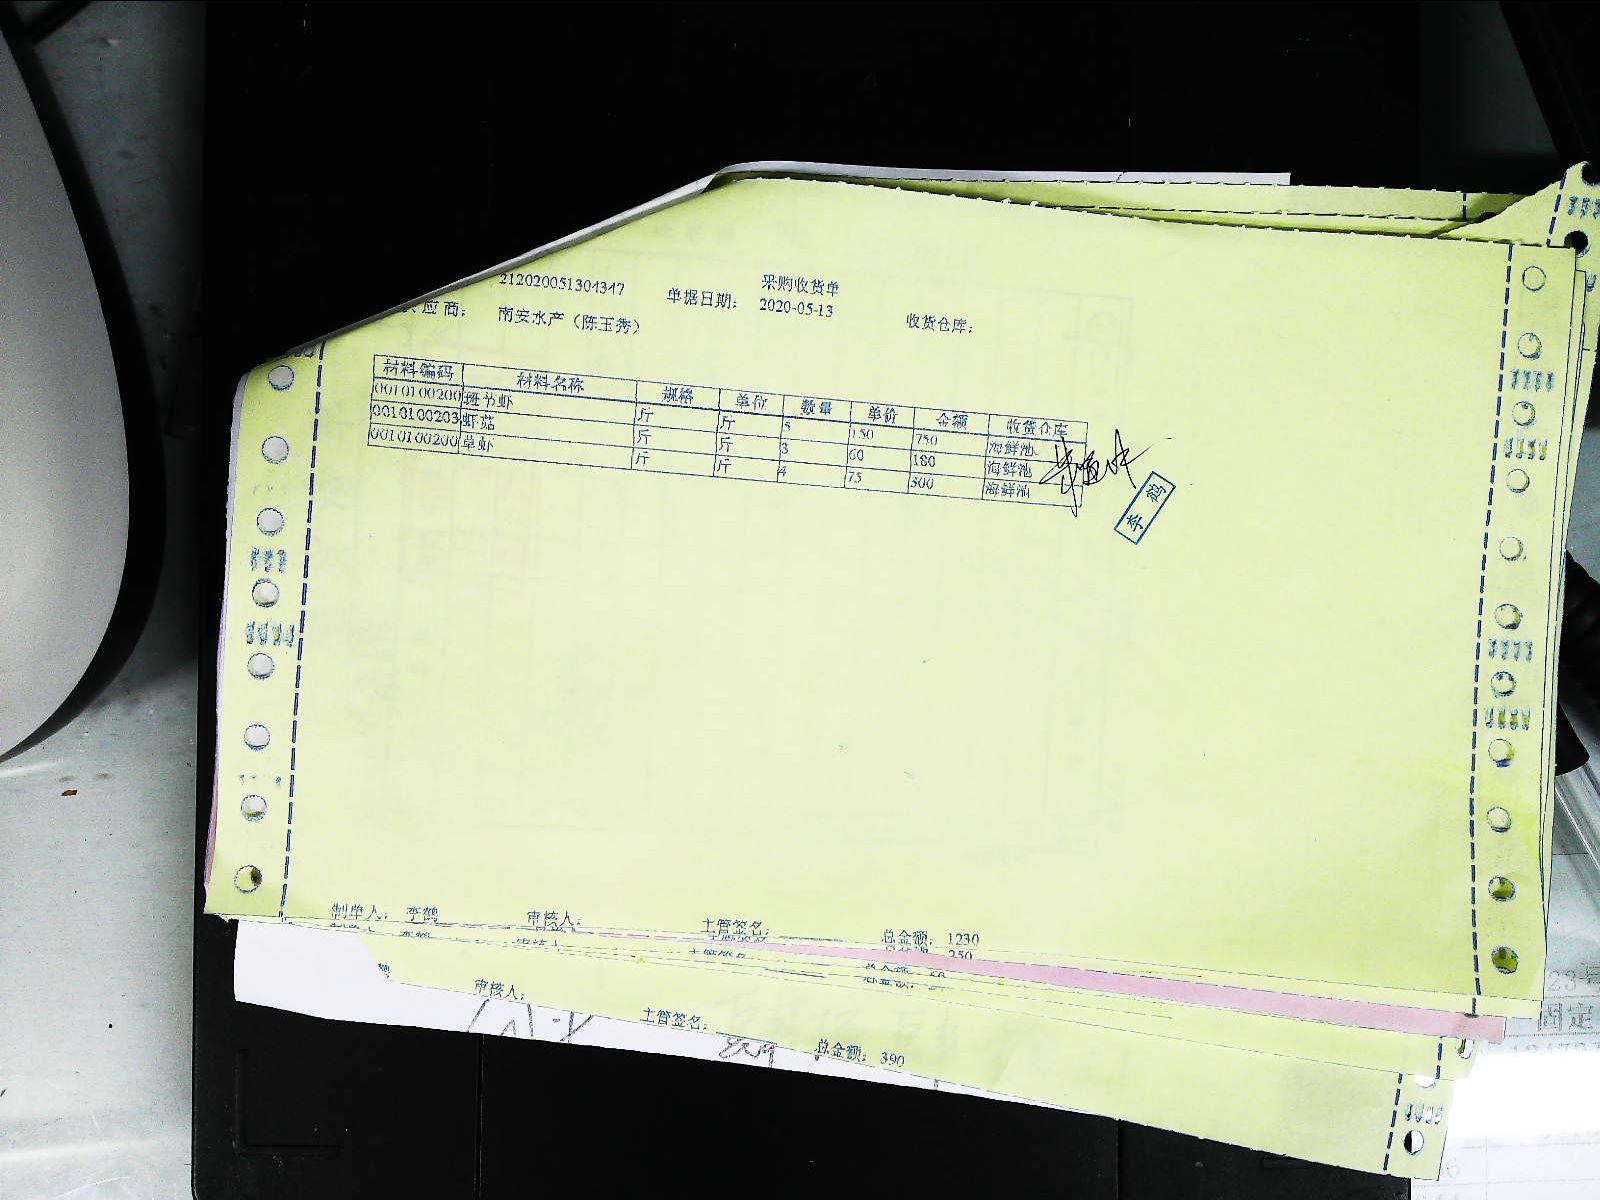 采购收货单
212020051304347 单据日期: 2020-05-13
应商: 南安水产（陈玉秀） 收货仓库:
材料编码 材料名称 规格 单位 数量 单价 金额 收货仓库
0010100200 斑节虾 斤 斤 5 150 750 海鲜池
0010100203 虾菇 斤 斤 3 60 180 海鲜池
0010100200 草虾 斤 斤 4 75 300 海鲜池
李鹤
制单人: 李鹤 审核人: 主管签名: 总金额: 1230
250
审核人: 主管签名: 总金额: 390